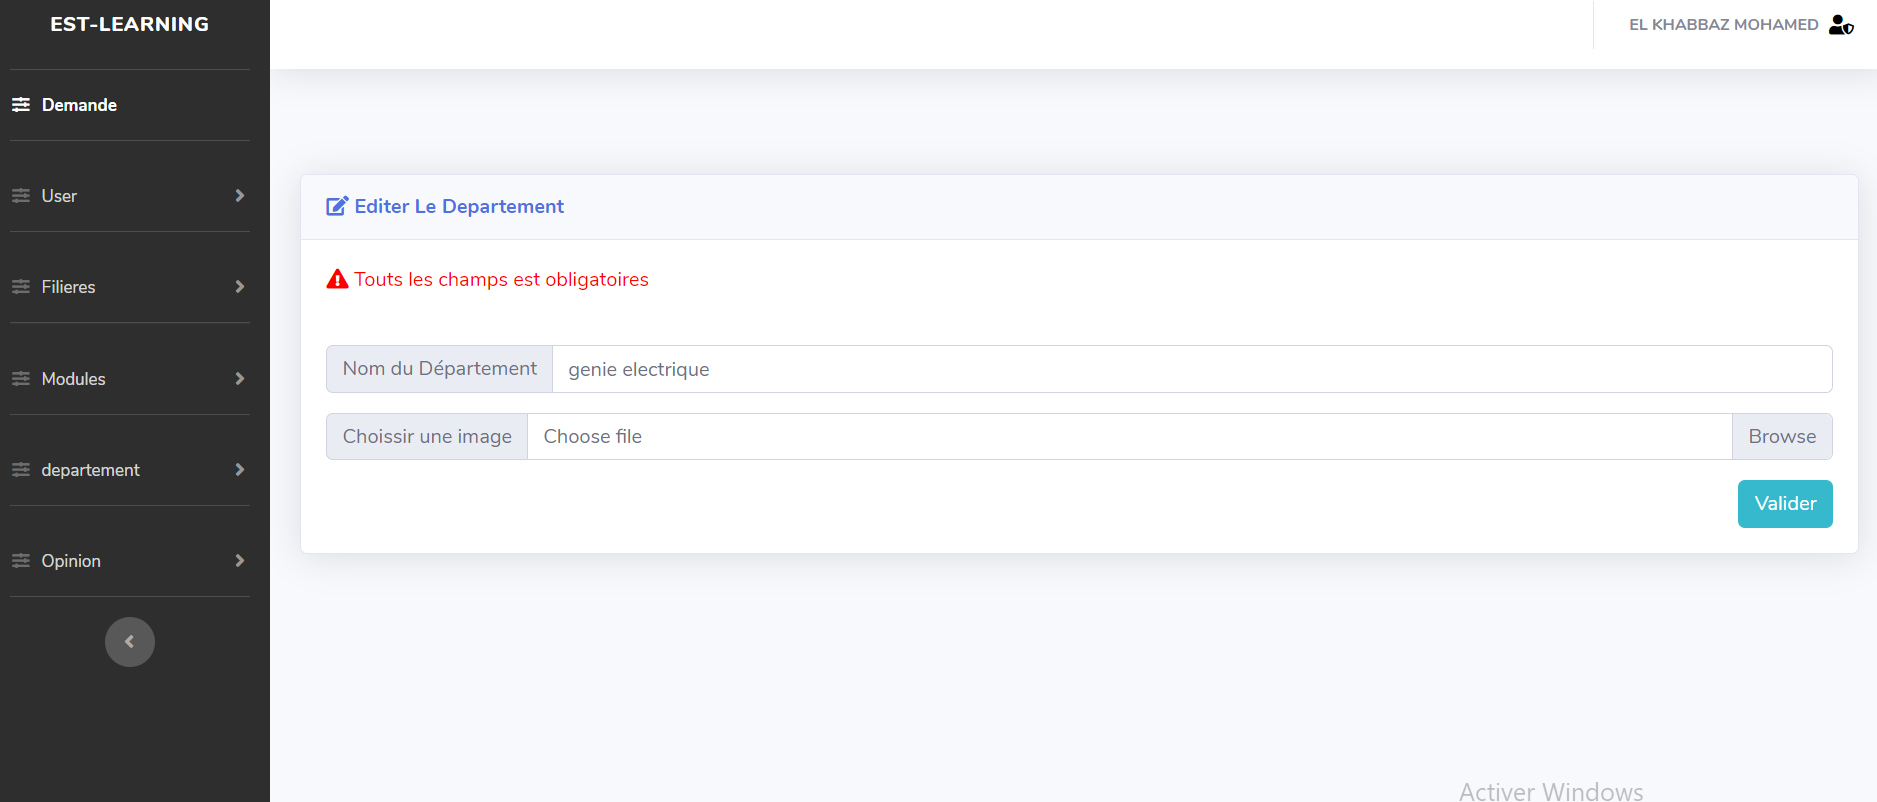 EST-LEARNING
EL KHABBAZ MOHAMED
Demande
User
Filieres
Modules
departement
Opinion
Editer Le Departement
Touts les champs est obligatoires
Nom du Département genie electrique
Choissir une image Choose file Browse
Valider
Activer Windows